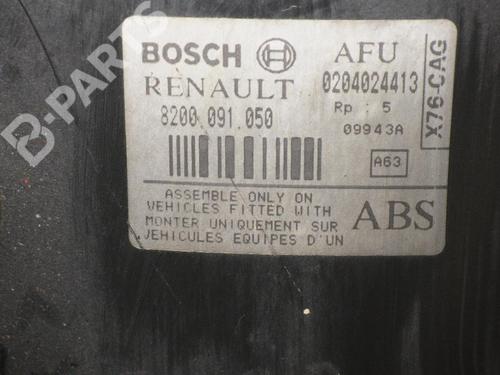 B-PARTS
BOSCH AFU
RENAULT 0204024413
8200 091 050 Rp : 5
09943A
X76-CAG
A63
ASSEMBLE ONLY ON
VEHICLES FITTED WITH
MONTER UNIQUEMENT SUR
VEHICULES EQUIPES D'UN
ABS